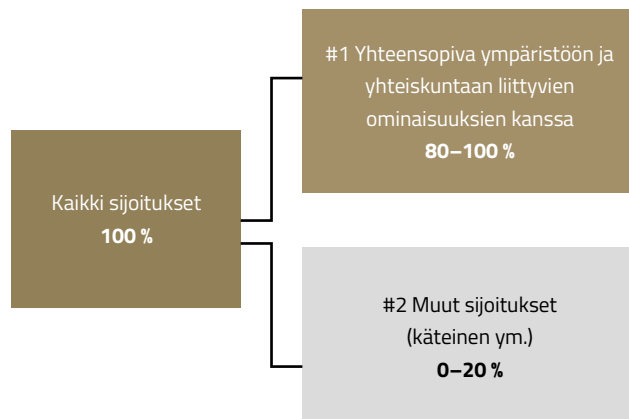 #1 Yhteensopiva ympäristöön ja
yhteiskuntaan liittyvien
ominaisuuksien kanssa
80–100 %
Kaikki sijoitukset
100 %
#2 Muut sijoitukset
(käteinen ym.)
0–20 %